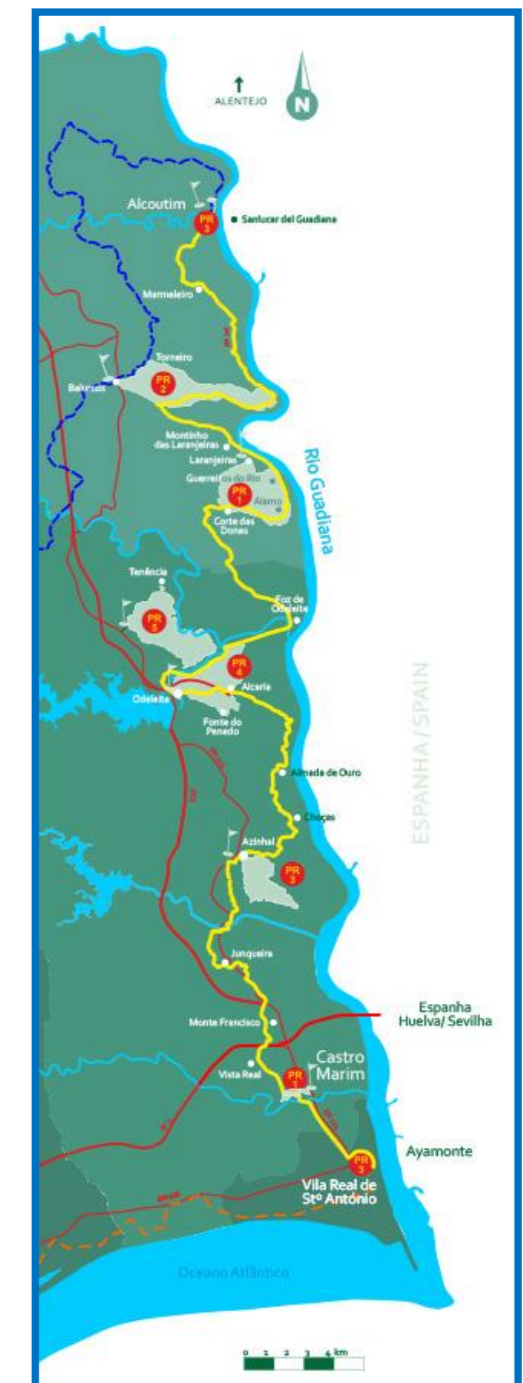 ALENTEJO
N
Alcoutim
PR
3
Sanlucar del Guadiana
Marmeleiro
Torneiro
PR
2
Balurcos
Montinho
das Laranjeiras
Laranjeiras
Guerreiros do Rio
PR
1
Álamo
Corte das
Donas
Rio Guadiana
Tenência
Foz de
Odeleite
PR
5
PR
4
Alcaria
Odeleite
Fonte do
Penedo
ESPANHA / SPAIN
Almada de Ouro
Choças
Azinhal
PR
3
Junqueira
Espanha
Huelva/ Sevilha
Monte Francisco
Castro
Marim
Vista Real
PR
1
Ayamonte
PR
3
Vila Real de
Stº António
Oceano Atlântico
0 1 2 3 4 km